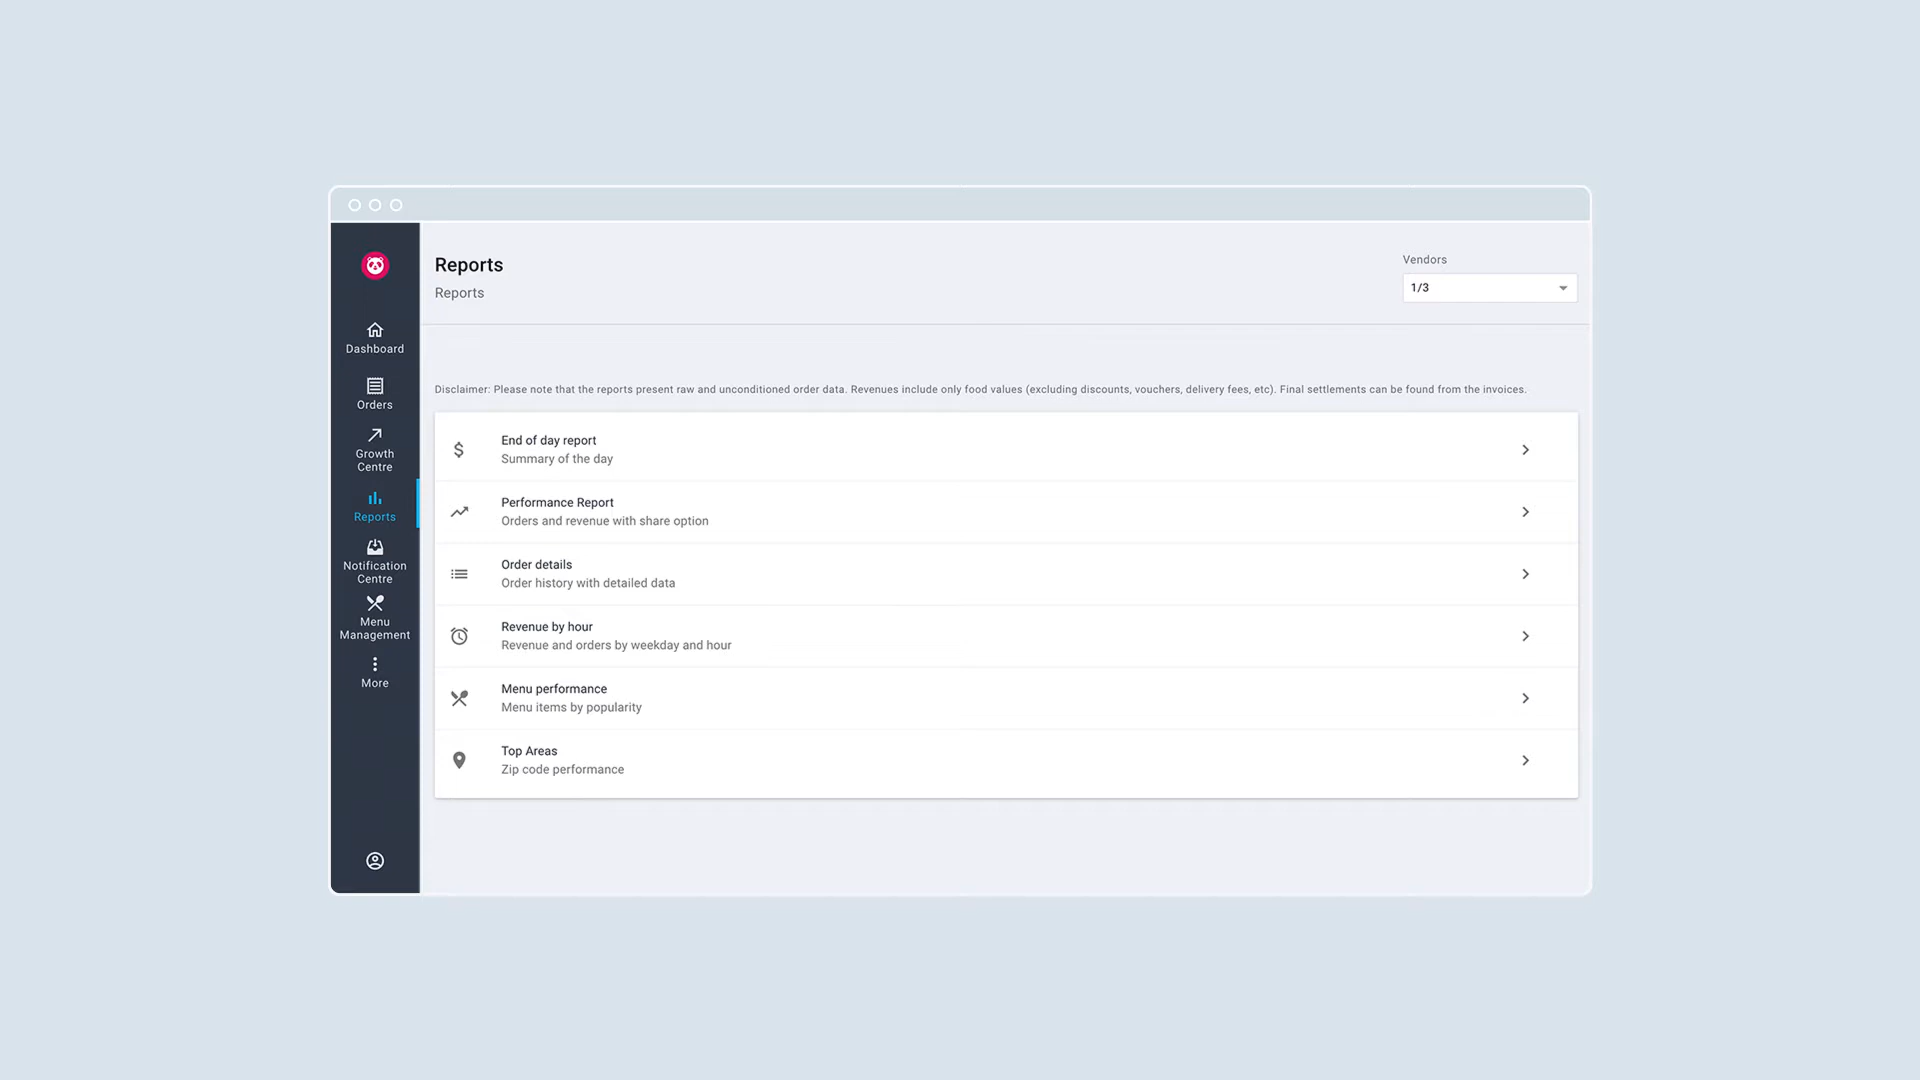 Reports
Reports
Vendors
1/3
Dashboard
Orders
Growth
Centre
Reports
Notification
Centre
Menu
Management
More
Disclaimer: Please note that the reports present raw and unconditioned order data. Revenues include only food values (excluding discounts, vouchers, delivery fees, etc). Final settlements can be found from the invoices.
End of day report
Summary of the day
Performance Report
Orders and revenue with share option
Order details
Order history with detailed data
Revenue by hour
Revenue and orders by weekday and hour
Menu performance
Menu items by popularity
Top Areas
Zip code performance